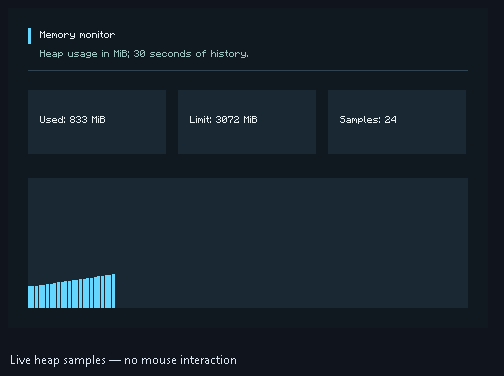 Memory monitor
Heap usage in MiB; 30 seconds of history.
Used: 833 MiB
Limit: 3072 MiB
Samples: 24
Live heap samples — no mouse interaction